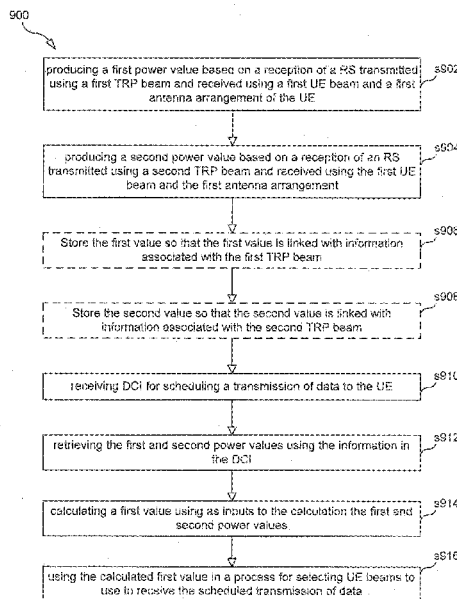 900
producing a first power value based on a reception of a RS transmitted
using a first TRP beam and received using a first UE beam and a first
antenna arrangement of the UE
s902
producing a second power value based on a reception of an RS
transmitted using a second TRP beam and received using the first UE
beam and the first antenna arrangement
s904
Store the first value so that the first value is linked with information
associated with the first TRP beam
s906
Store the second value so that the second value is linked with
information associated with the second TRP beam
s908
receiving DCI for scheduling a transmission of data to the UE
s910
retrieving the first and second power values using the information in
the DCI
s912
calculating a first value using as inputs to the calculation the first and
second power values.
s914
using the calculated first value in a process for selecting UE beams to
use to receive the scheduled transmission of data
s916